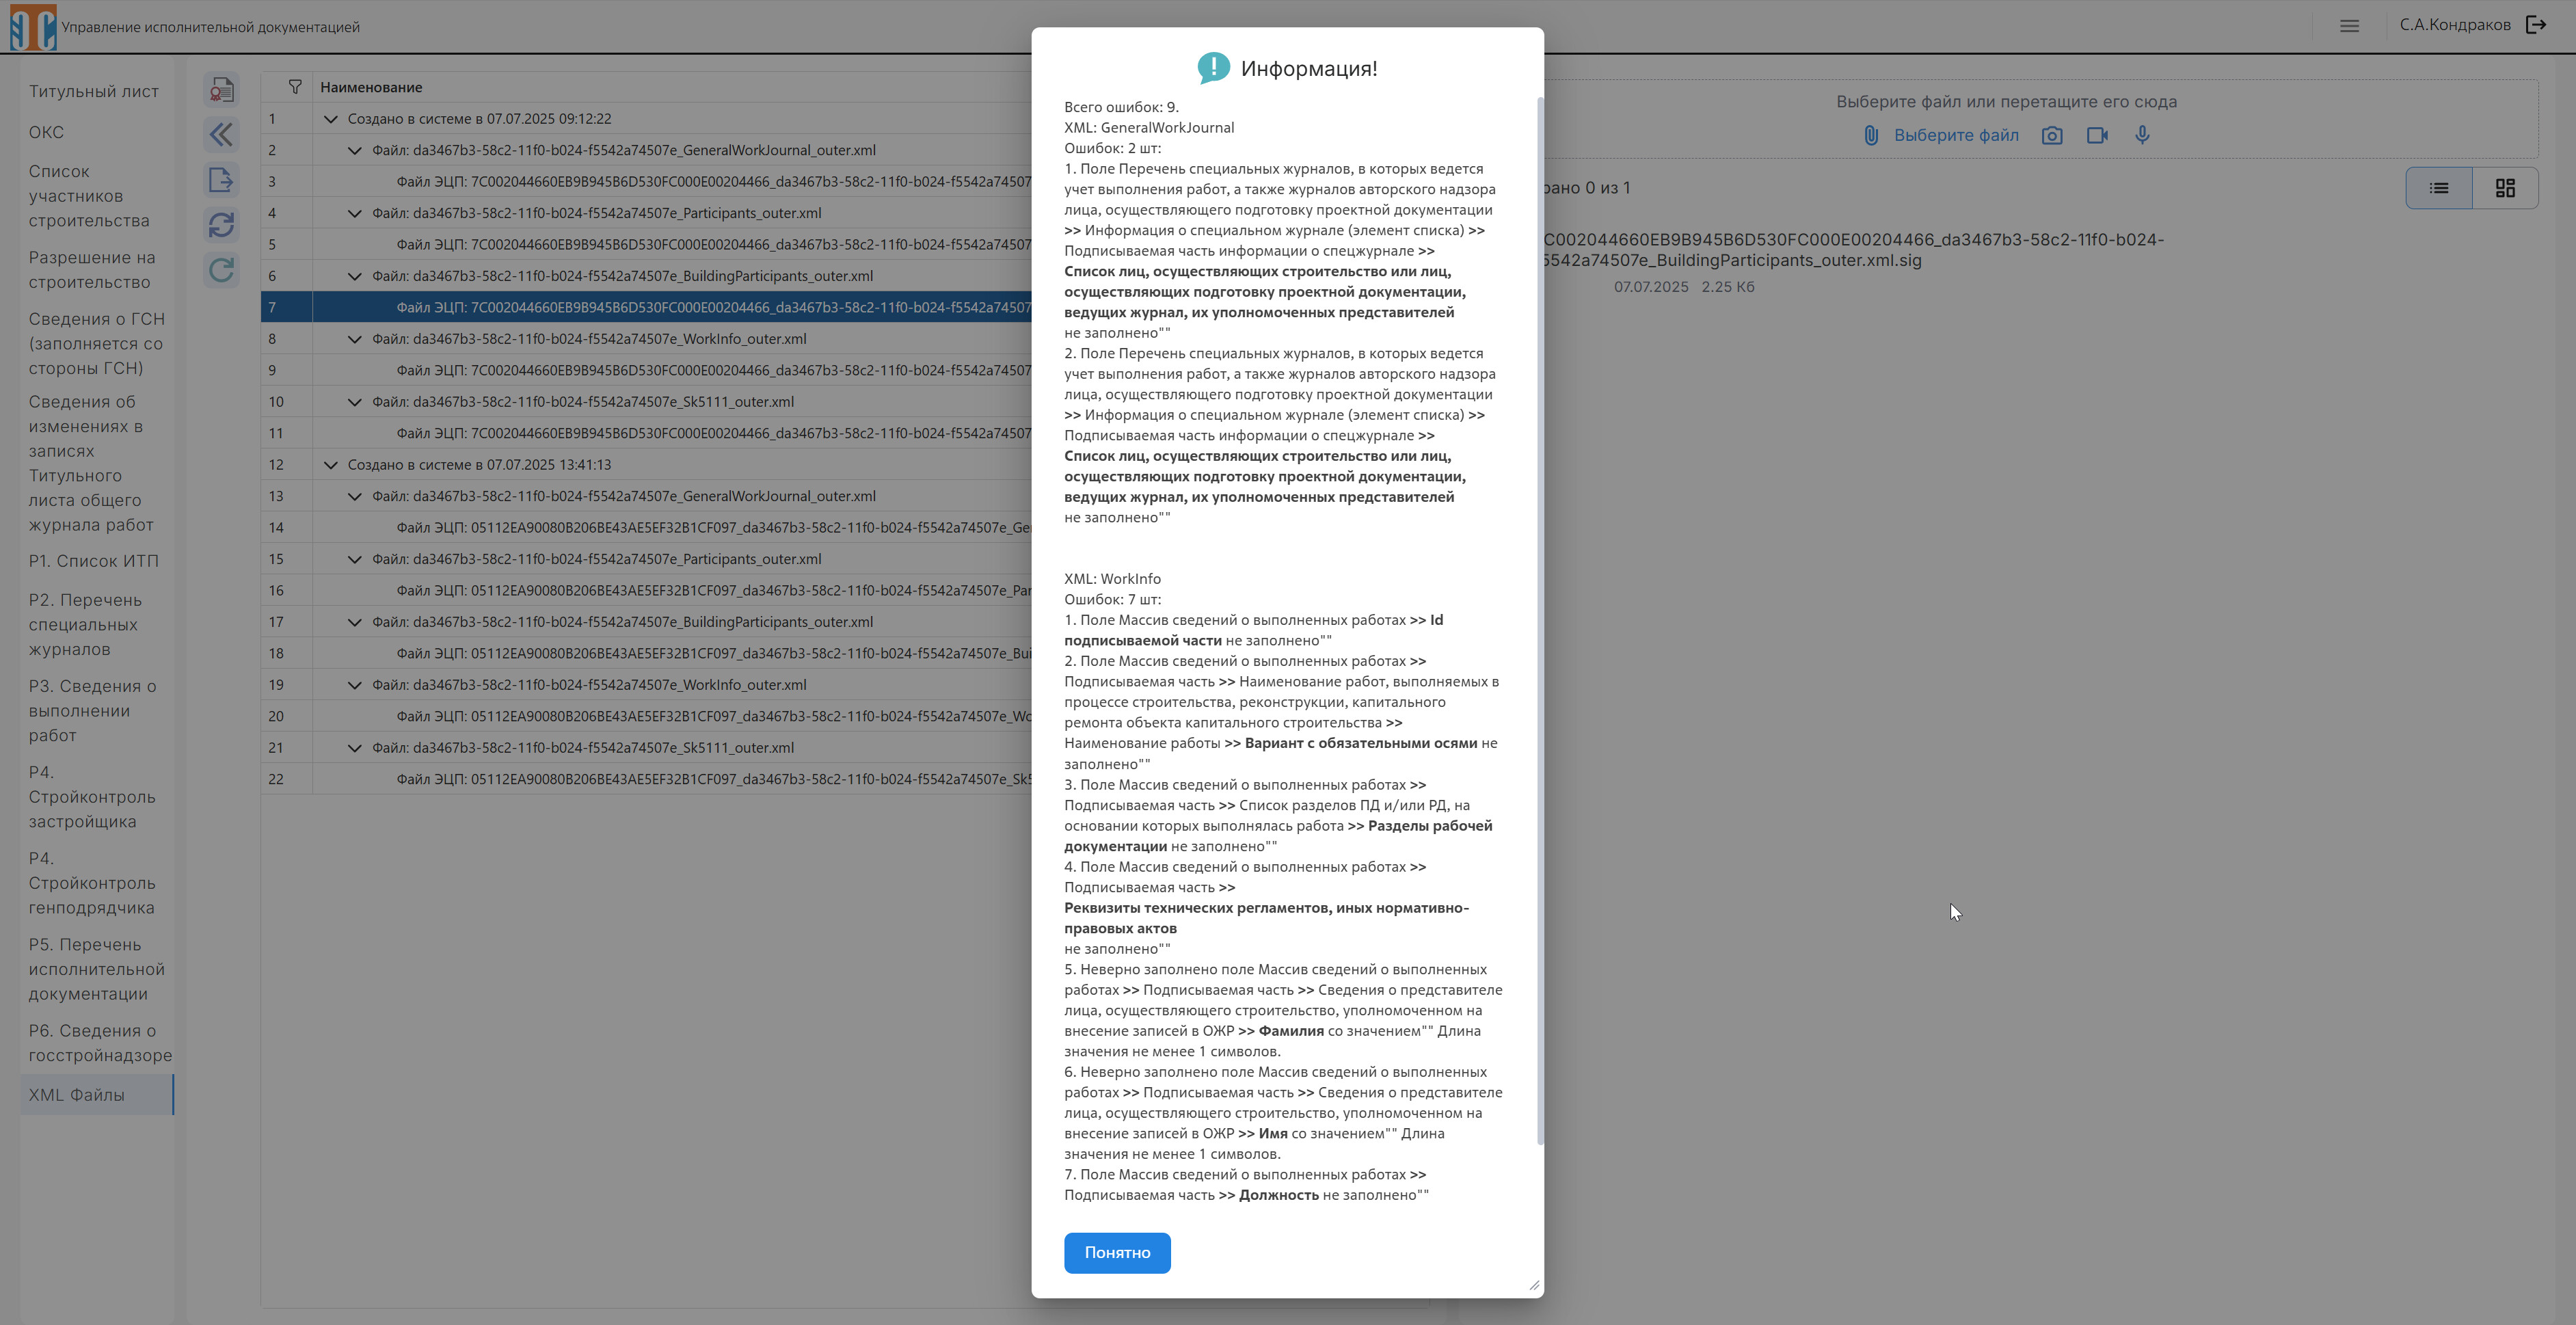 Управление исполнительной документацией
С.А.Кондраков
Титульный лист
ОКС
Список
участников
строительства
Разрешение на
строительство
Сведения о ГСН
(заполняется со
стороны ГСН)
Сведения об
изменениях в
записях
Титульного
листа общего
журнала работ
Р1. Список ИТП
Р2. Перечень
специальных
журналов
Р3. Сведения о
выполнении
работ
Р4.
Стройконтроль
застройщика
Р4.
Стройконтроль
генподрядчика
Р5. Перечень
исполнительной
документации
Р6. Сведения о
госстройнадзоре
XML Файлы
Наименование
1 Создано в системе в 07.07.2025 09:12:22
2 Файл: da3467b3-58c2-11f0-b024-f5542a74507e_GeneralWorkJournal_outer.xml
3 Файл ЭЦП: 7C002044660EB9B945B6D530FC000E00204466_da3467b3-58c2-11f0-b024-f5542a74507
4 Файл: da3467b3-58c2-11f0-b024-f5542a74507e_Participants_outer.xml
5 Файл ЭЦП: 7C002044660EB9B945B6D530FC000E00204466_da3467b3-58c2-11f0-b024-f5542a74507
6 Файл: da3467b3-58c2-11f0-b024-f5542a74507e_BuildingParticipants_outer.xml
7 Файл ЭЦП: 7C002044660EB9B945B6D530FC000E00204466_da3467b3-58c2-11f0-b024-f5542a74507
8 Файл: da3467b3-58c2-11f0-b024-f5542a74507e_WorkInfo_outer.xml
9 Файл ЭЦП: 7C002044660EB9B945B6D530FC000E00204466_da3467b3-58c2-11f0-b024-f5542a74507
10 Файл: da3467b3-58c2-11f0-b024-f5542a74507e_Sk5111_outer.xml
11 Файл ЭЦП: 7C002044660EB9B945B6D530FC000E00204466_da3467b3-58c2-11f0-b024-f5542a74507
12 Создано в системе в 07.07.2025 13:41:13
13 Файл: da3467b3-58c2-11f0-b024-f5542a74507e_GeneralWorkJournal_outer.xml
14 Файл ЭЦП: 05112EA90080B206BE43AE5EF32B1CF097_da3467b3-58c2-11f0-b024-f5542a74507e_Ge
15 Файл: da3467b3-58c2-11f0-b024-f5542a74507e_Participants_outer.xml
16 Файл ЭЦП: 05112EA90080B206BE43AE5EF32B1CF097_da3467b3-58c2-11f0-b024-f5542a74507e_Par
17 Файл: da3467b3-58c2-11f0-b024-f5542a74507e_BuildingParticipants_outer.xml
18 Файл ЭЦП: 05112EA90080B206BE43AE5EF32B1CF097_da3467b3-58c2-11f0-b024-f5542a74507e_Bui
19 Файл: da3467b3-58c2-11f0-b024-f5542a74507e_WorkInfo_outer.xml
20 Файл ЭЦП: 05112EA90080B206BE43AE5EF32B1CF097_da3467b3-58c2-11f0-b024-f5542a74507e_Wo
21 Файл: da3467b3-58c2-11f0-b024-f5542a74507e_Sk5111_outer.xml
22 Файл ЭЦП: 05112EA90080B206BE43AE5EF32B1CF097_da3467b3-58c2-11f0-b024-f5542a74507e_Sk5
Информация!
Всего ошибок: 9.
XML: GeneralWorkJournal
Ошибок: 2 шт:
1. Поле Перечень специальных журналов, в которых ведется
учет выполнения работ, а также журналов авторского надзора
лица, осуществляющего подготовку проектной документации
>> Информация о специальном журнале (элемент списка) >>
Подписываемая часть информации о спецжурнале >>
Список лиц, осуществляющих строительство или лиц,
осуществляющих подготовку проектной документации,
ведущих журнал, их уполномоченных представителей
не заполнено""
2. Поле Перечень специальных журналов, в которых ведется
учет выполнения работ, а также журналов авторского надзора
лица, осуществляющего подготовку проектной документации
>> Информация о специальном журнале (элемент списка) >>
Подписываемая часть информации о спецжурнале >>
Список лиц, осуществляющих строительство или лиц,
осуществляющих подготовку проектной документации,
ведущих журнал, их уполномоченных представителей
не заполнено""
XML: WorkInfo
Ошибок: 7 шт:
1. Поле Массив сведений о выполненных работах >> Id
подписываемой части не заполнено""
2. Поле Массив сведений о выполненных работах >>
Подписываемая часть >> Наименование работ, выполняемых в
процессе строительства, реконструкции, капитального
ремонта объекта капитального строительства >>
Наименование работы >> Вариант с обязательными осями не
заполнено""
3. Поле Массив сведений о выполненных работах >>
Подписываемая часть >> Список разделов ПД и/или РД, на
основании которых выполнялась работа >> Разделы рабочей
документации не заполнено""
4. Поле Массив сведений о выполненных работах >>
Подписываемая часть >>
Реквизиты технических регламентов, иных нормативно-
правовых актов
не заполнено""
5. Неверно заполнено поле Массив сведений о выполненных
работах >> Подписываемая часть >> Сведения о представителе
лица, осуществляющего строительство, уполномоченном на
внесение записей в ОЖР >> Фамилия со значением"" Длина
значения не менее 1 символов.
6. Неверно заполнено поле Массив сведений о выполненных
работах >> Подписываемая часть >> Сведения о представителе
лица, осуществляющего строительство, уполномоченном на
внесение записей в ОЖР >> Имя со значением"" Длина
значения не менее 1 символов.
7. Поле Массив сведений о выполненных работах >>
Подписываемая часть >> Должность не заполнено""
Понятно
Выберите файл или перетащите его сюда
Выберите файл
рано 0 из 1
C002044660EB9B945B6D530FC000E00204466_da3467b3-58c2-11f0-b024-
5542a74507e_BuildingParticipants_outer.xml.sig
07.07.2025 2.25 Кб